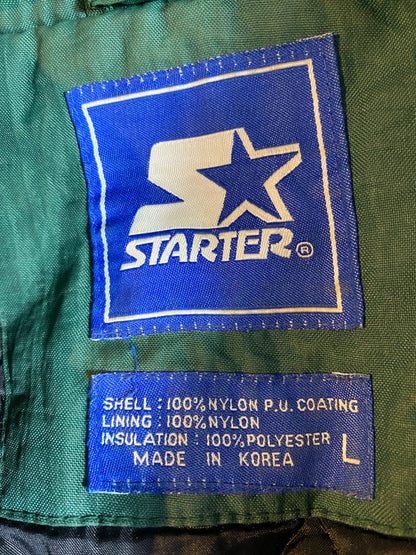 STARTER ®
SHELL : 100% NYLON P.U. COATING
LINING : 100% NYLON
INSULATION : 100% POLYESTER
MADE IN KOREA
L